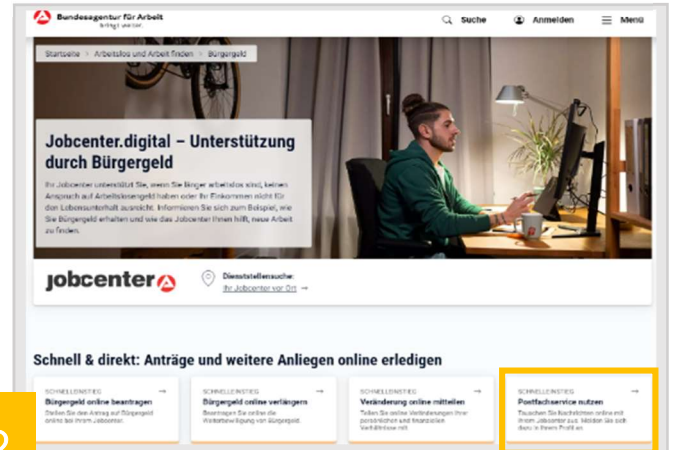 Bundesagentur für Arbeit
bringt weiter.
Suche
Anmelden
Menü
Startseite > Arbeitslos und Arbeit finden > Bürgergeld
Jobcenter.digital – Unterstützung
durch Bürgergeld
Ihr Jobcenter unterstützt Sie, wenn Sie länger arbeitslos sind, keinen
Anspruch auf Arbeitslosengeld haben oder Ihr Einkommen nicht für
den Lebensunterhalt ausreicht. Informieren Sie sich zum Beispiel, wie
Sie Bürgergeld erhalten und wie das Jobcenter Ihnen hilft, neue Arbeit
zu finden.
jobcenter
Dienststellensuche:
Ihr Jobcenter vor Ort →
Schnell & direkt: Anträge und weitere Anliegen online erledigen
SCHNELLEINSTIEG →
Bürgergeld online beantragen
Stellen Sie den Antrag auf Bürgergeld
online bei Ihrem Jobcenter.
SCHNELLEINSTIEG →
Bürgergeld online verlängern
Beantragen Sie online die
Weiterbewilligung von Bürgergeld.
SCHNELLEINSTIEG →
Veränderung online mitteilen
Teilen Sie online Veränderungen Ihrer
persönlichen und finanziellen
Verhältnisse mit.
SCHNELLEINSTIEG →
Postfachservice nutzen
Tauschen Sie Nachrichten online mit
Ihrem Jobcenter aus. Melden Sie sich
dazu in Ihrem Profil an.
2